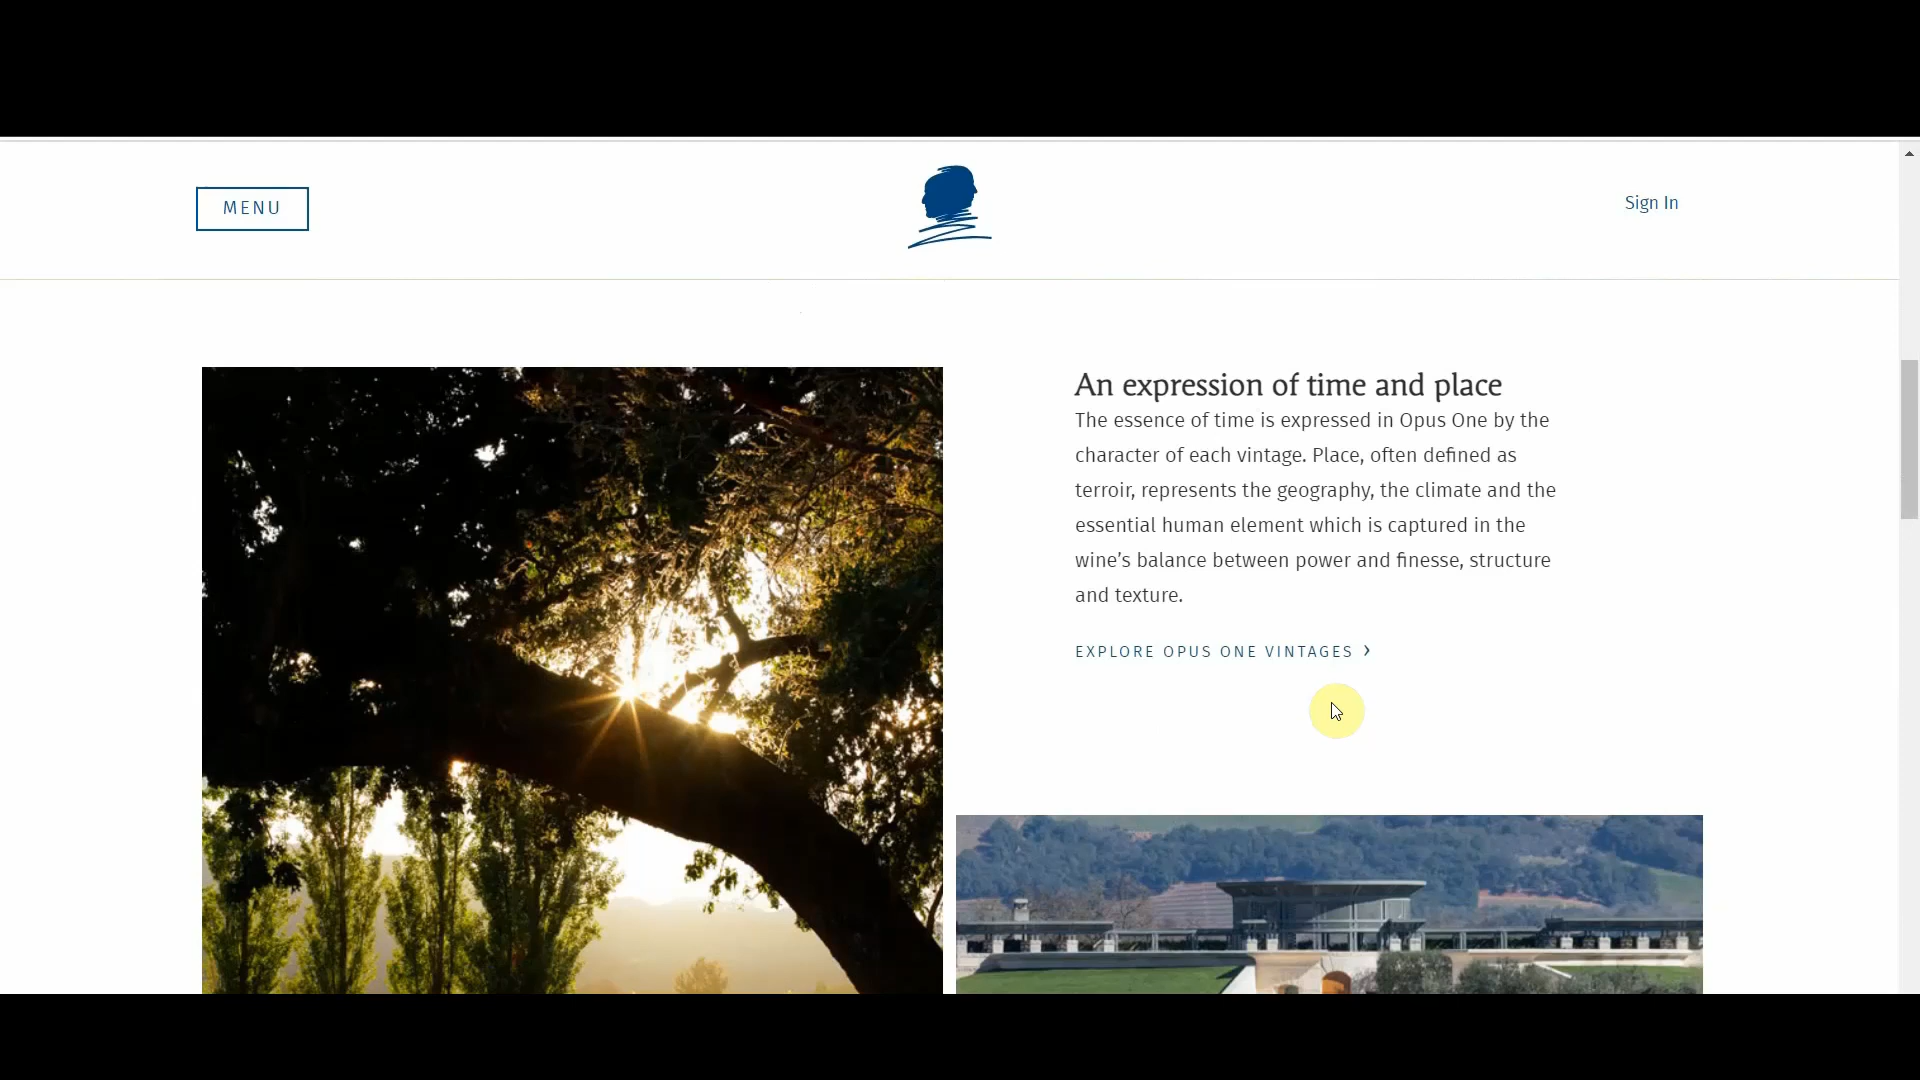 MENU
Sign In
An expression of time and place
The essence of time is expressed in Opus One by the
character of each vintage. Place, often defined as
terroir, represents the geography, the climate and the
essential human element which is captured in the
wine’s balance between power and finesse, structure
and texture.
EXPLORE OPUS ONE VINTAGES ›